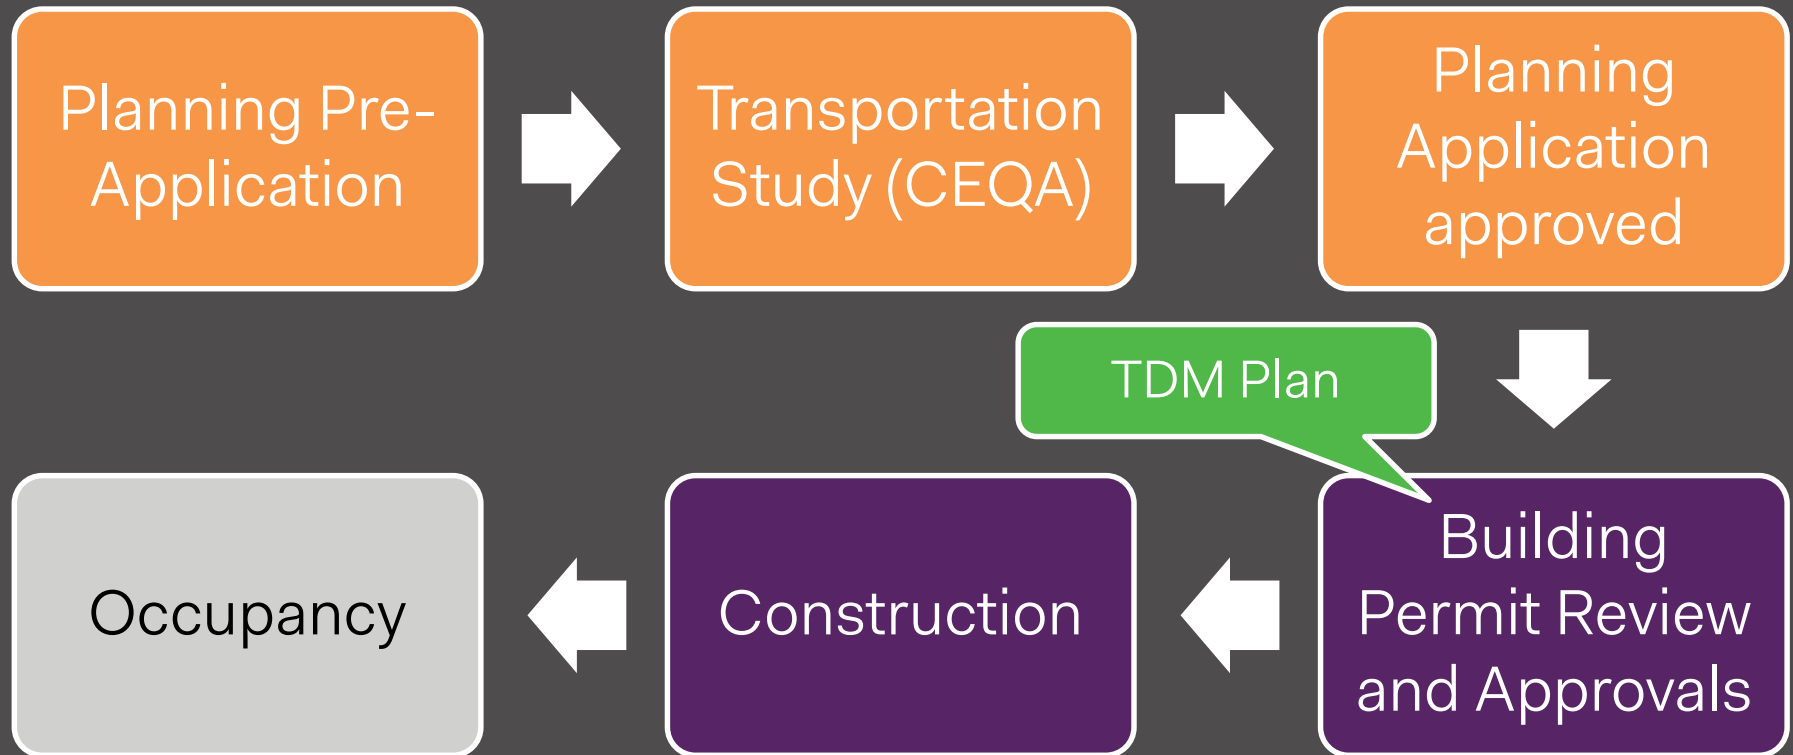 Planning Pre-
Application
Transportation
Study (CEQA)
Planning
Application
approved
TDM Plan
Occupancy
Construction
Building
Permit Review
and Approvals